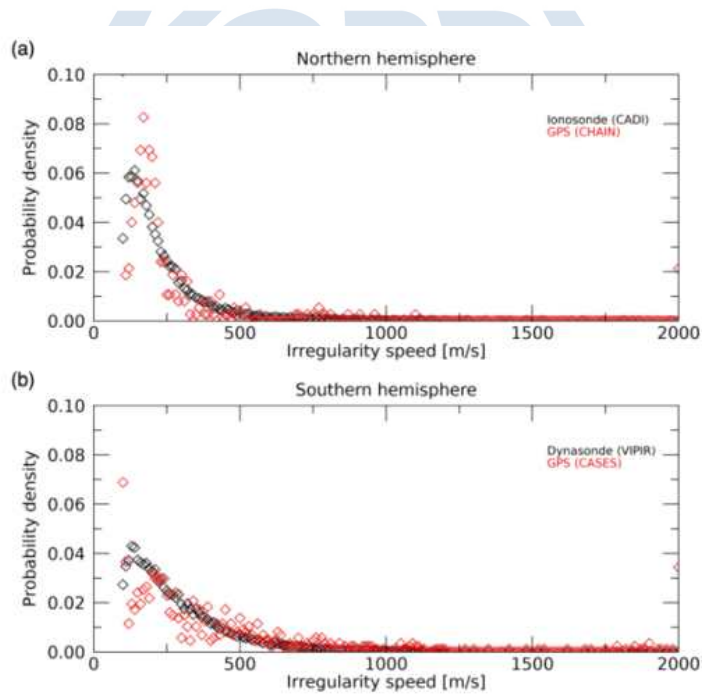 (a)
Northern hemisphere
Ionosonde (CADI)
GPS (CHAIN)
Probability density
0.10
0.08
0.06
0.04
0.02
0.00
0 500 1000 1500 2000
Irregularity speed [m/s]
(b)
Southern hemisphere
Dynasonde (VIPIR)
GPS (CASES)
Probability density
0.10
0.08
0.06
0.04
0.02
0.00
0 500 1000 1500 2000
Irregularity speed [m/s]